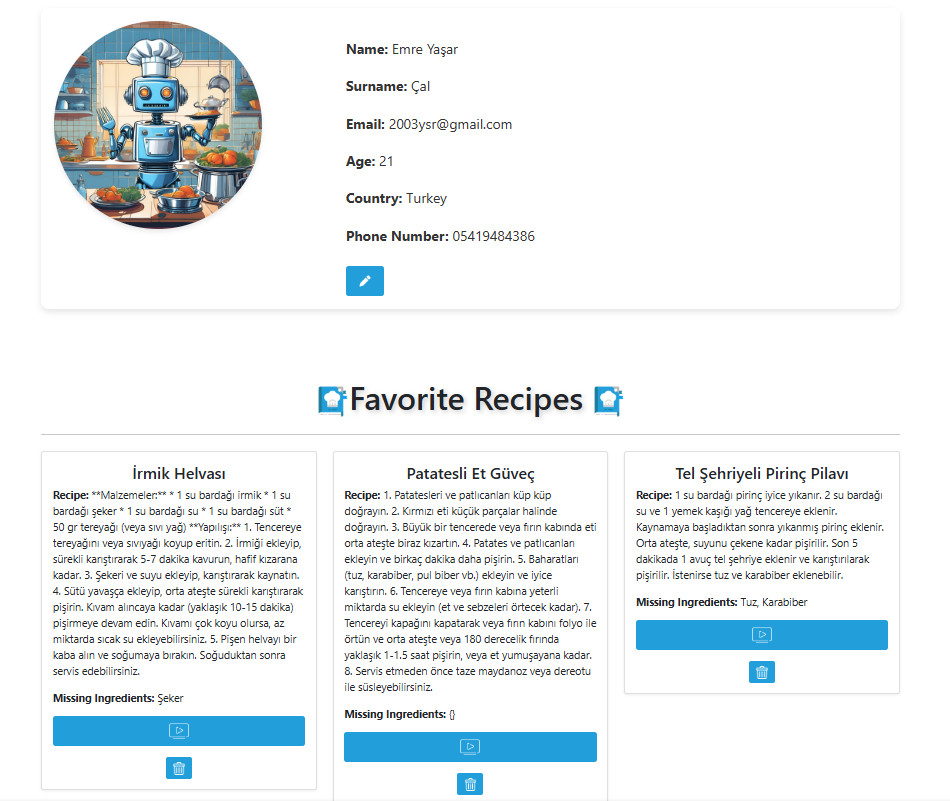 Name: Emre Yaşar
Surname: Çal
Email: 2003ysr@gmail.com
Age: 21
Country: Turkey
Phone Number: 05419484386
Favorite Recipes
İrmik Helvası
Recipe: **Malzemeler:** * 1 su bardağı irmik * 1 su
bardağı şeker * 1 su bardağı su * 1 su bardağı süt *
50 gr tereyağı (veya sıvı yağ) **Yapılışı:** 1. Tencereye
tereyağını veya sıvıyağı koyup eritin. 2. İrmiği ekleyip,
sürekli karıştırarak 5-7 dakika kavurun, hafif kızarana
kadar. 3. Şekeri ve suyu ekleyip, karıştırarak kaynatın.
4. Sütü yavaşça ekleyip, orta ateşte sürekli karıştırarak
pişirin. Kıvam alıncaya kadar (yaklaşık 10-15 dakika)
pişirmeye devam edin. Kıvamı çok koyu olursa, az
miktarda sıcak su ekleyebilirsiniz. 5. Pişen helvayı bir
kaba alın ve soğumaya bırakın. Soğuduktan sonra
servis edebilirsiniz.
Missing Ingredients: Şeker
Patatesli Et Güveç
Recipe: 1. Patatesleri ve patlıcanları küp küp
doğrayın. 2. Kırmızı eti küçük parçalar halinde
doğrayın. 3. Büyük bir tencerede veya fırın kabında eti
orta ateşte biraz kızartın. 4. Patates ve patlıcanları
ekleyin ve birkaç dakika daha pişirin. 5. Baharatları
(tuz, karabiber, pul biber vb.) ekleyin ve iyice
karıştırın. 6. Tencereye veya fırın kabına yeterli
miktarda su ekleyin (et ve sebzeleri örtecek kadar). 7.
Tencereyi kapağını kapatarak veya fırın kabını folyo ile
örtün ve orta ateşte veya 180 derecelik fırında
yaklaşık 1-1.5 saat pişirin, veya et yumuşayana kadar.
8. Servis etmeden önce taze maydanoz veya dereotu
ile süsleyebilirsiniz.
Missing Ingredients: {}
Tel Şehriyeli Pirinç Pilavı
Recipe: 1 su bardağı pirinç iyice yıkanır. 2 su bardağı
su ve 1 yemek kaşığı yağ tencereye eklenir.
Kaynamaya başladıktan sonra yıkanmış pirinç eklenir.
Orta ateşte, suyunu çekene kadar pişirilir. Son 5
dakikada 1 avuç tel şehriye eklenir ve karıştırılarak
pişirilir. İstenirse tuz ve karabiber eklenebilir.
Missing Ingredients: Tuz, Karabiber